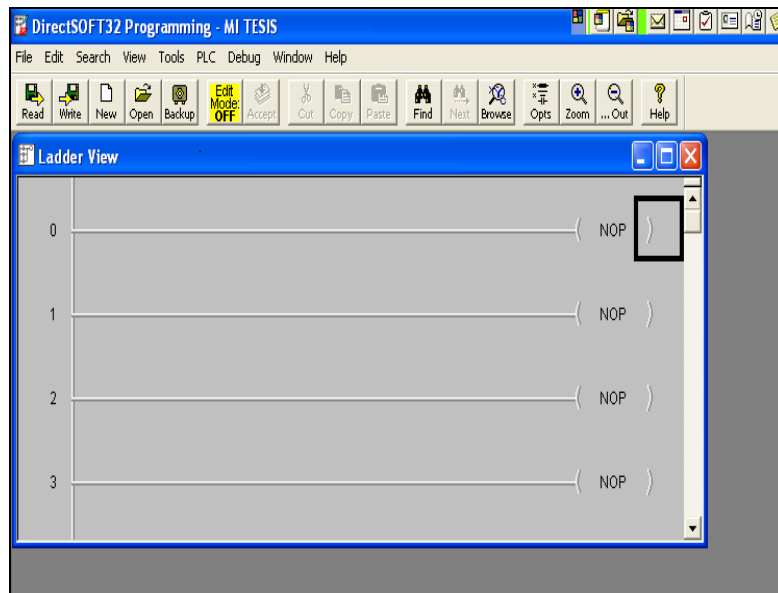 DirectSOFT32 Programming - MI TESIS
File Edit Search View Tools PLC Debug Window Help
Edit
Mode:
Read Write New Open Backup OFF Accept Cut Copy Paste Find Next Browse Opts Zoom ...Out Help
Ladder View
0 NOP
1 NOP
2 NOP
3 NOP